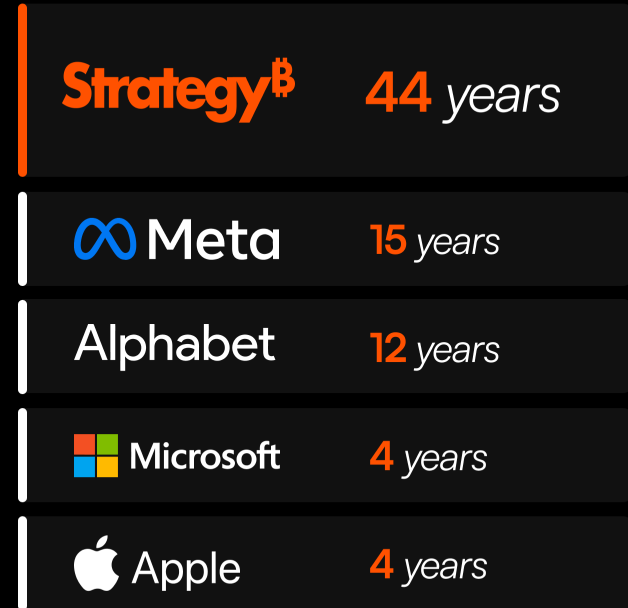 Strategy₿ 44 years
Meta 15 years
Alphabet 12 years
Microsoft 4 years
Apple 4 years